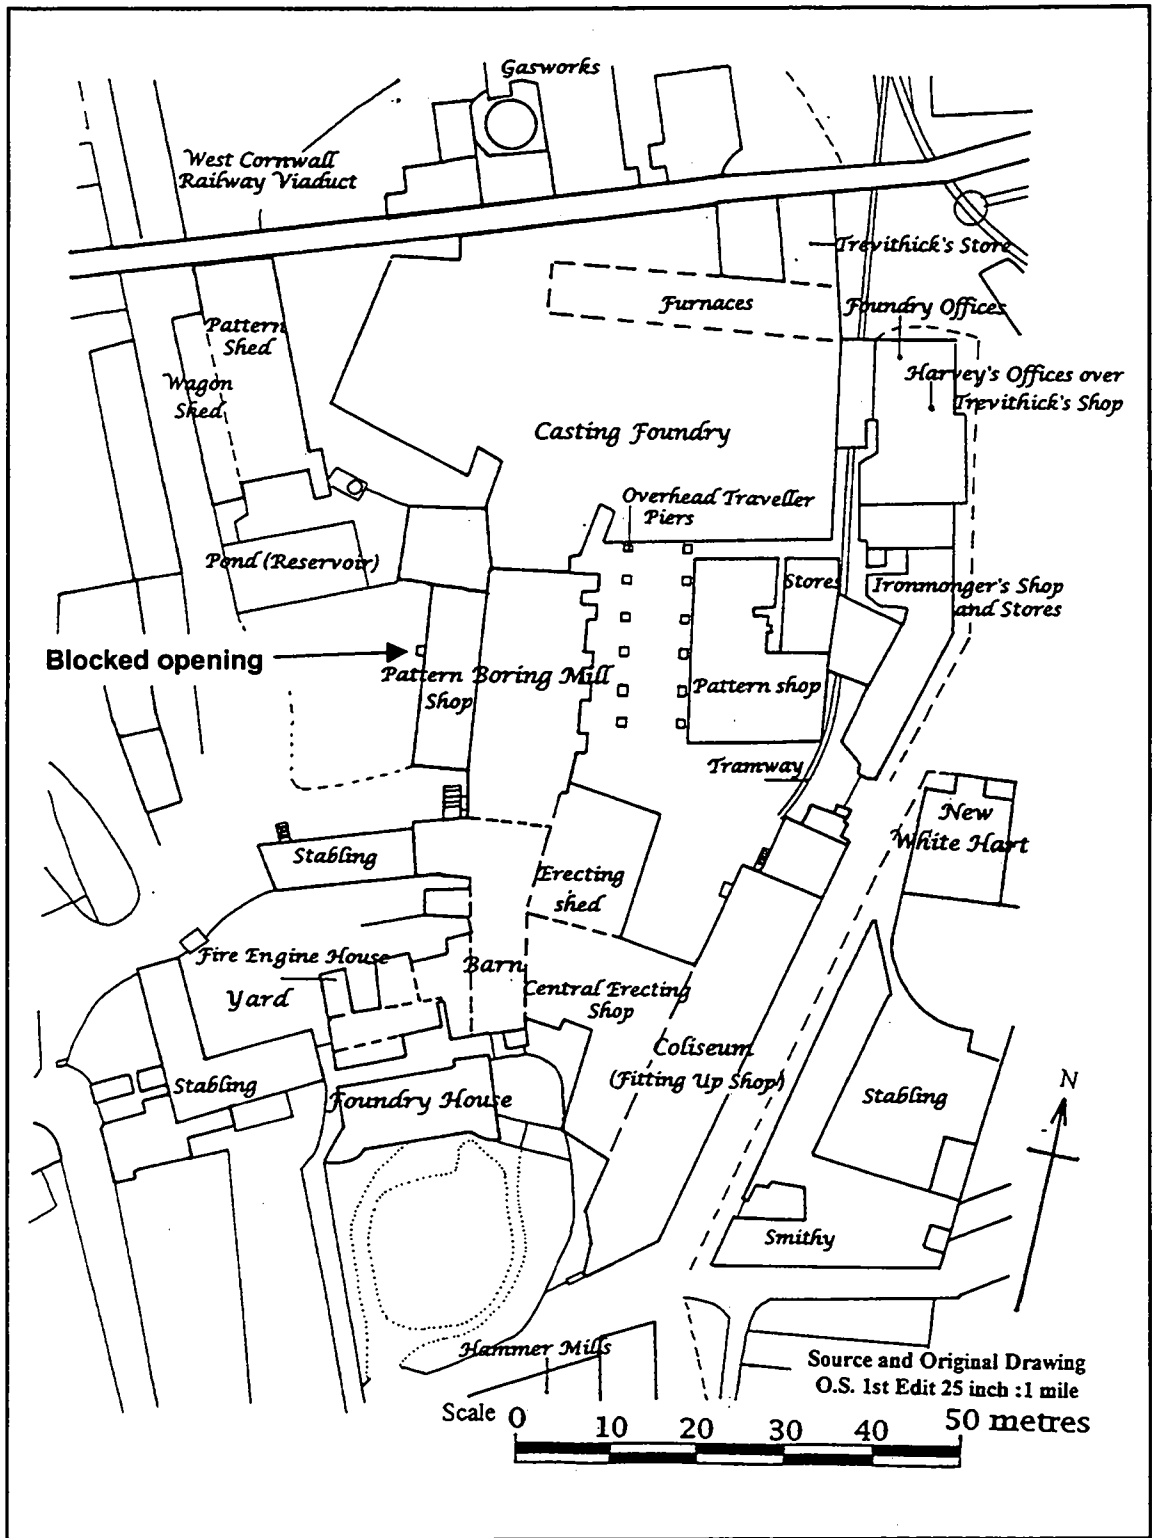 Gasworks
West Cornwall
Railway Viaduct
Trevithick's Store
Furnaces
Foundry Offices
Pattern
Shed
Wagon
Shed
Harvey's Offices over
Trevithick's Shop
Casting Foundry
Overhead Traveller
Piers
Pond (Reservoir)
Stores
Ironmonger's Shop
and Stores
Blocked opening
Pattern
Shop
Boring Mill
Pattern shop
Tramway
New
White Hart
Stabling
Erecting
shed
Fire Engine House
Yard
Barn
Central Erecting
Shop
Coliseum
(Fitting Up Shop)
Stabling
Foundry House
Stabling
N
Smithy
Hammer Mills
Source and Original Drawing
O.S. 1st Edit 25 inch :1 mile
Scale 0 10 20 30 40 50 metres